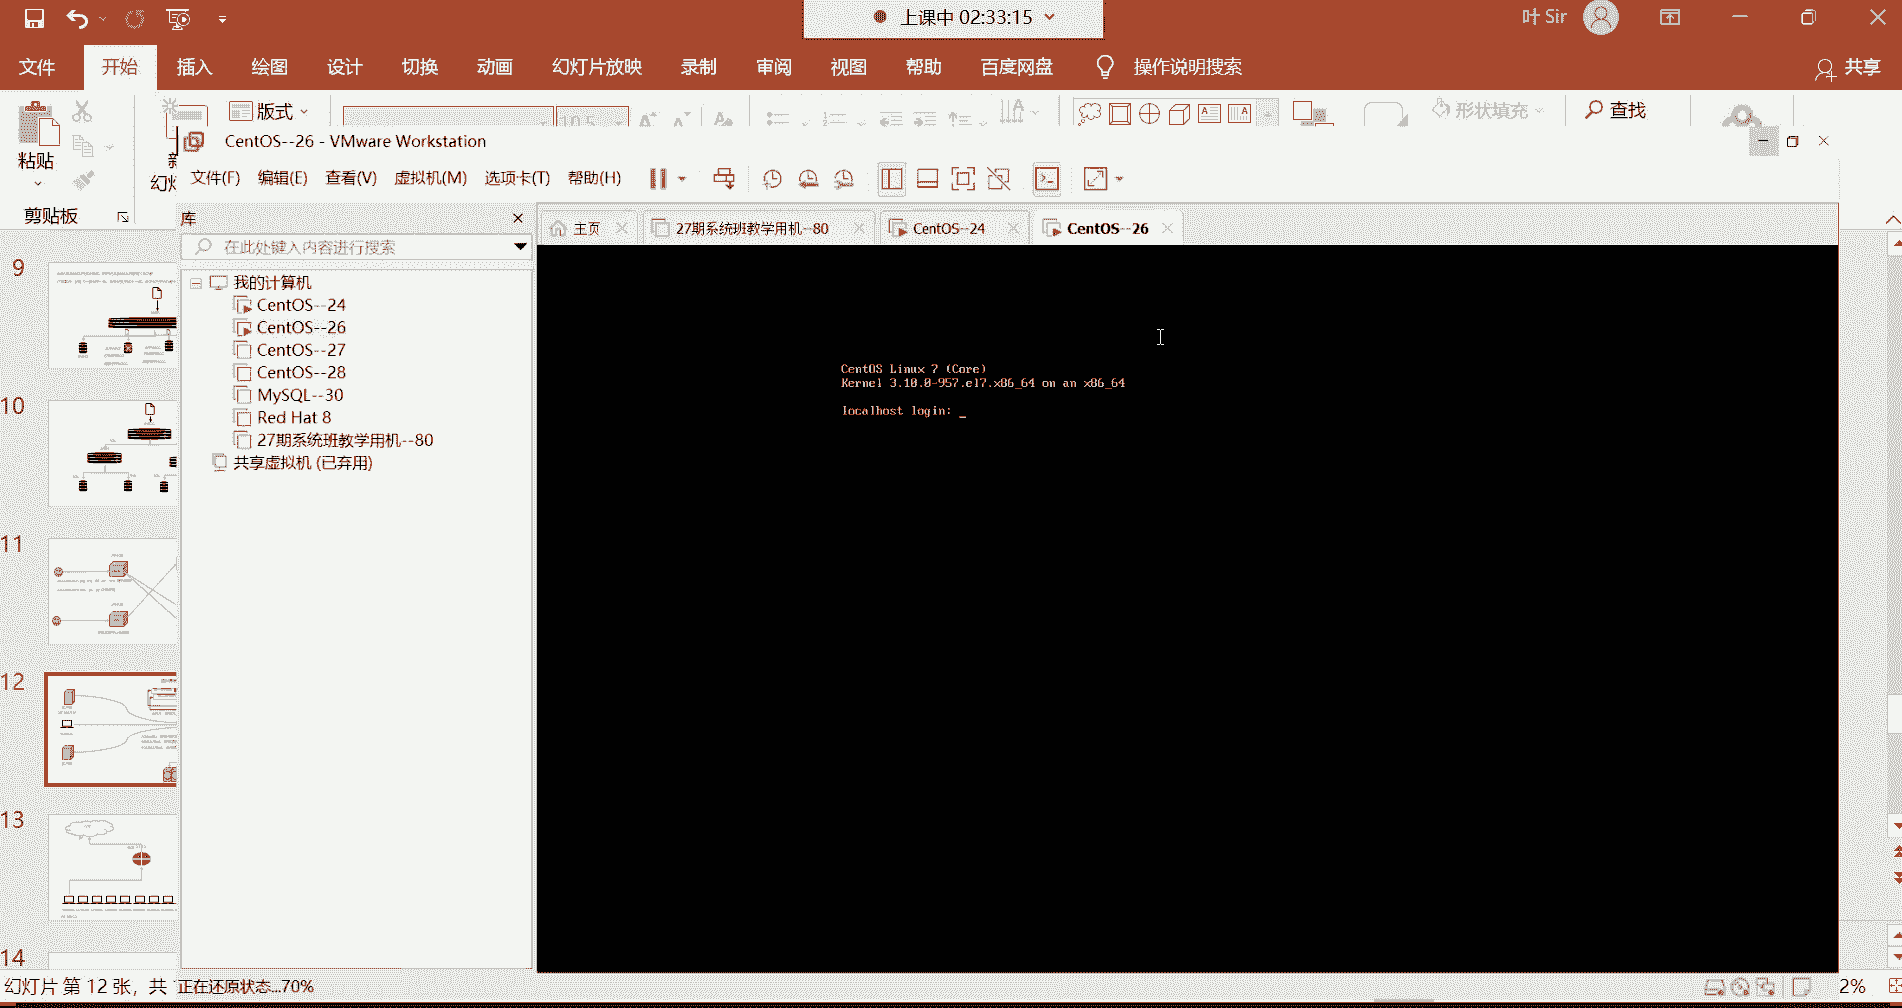 上课中 02:33:15
叶 Sir
文件 开始 插入 绘图 设计 切换 动画 幻灯片放映 录制 审阅 视图 帮助 百度网盘 操作说明搜索 共享
版式
10.5
形状填充
查找
粘贴
新
幻灯
剪贴板
CentOS--26 - VMware Workstation
文件(F) 编辑(E) 查看(V) 虚拟机(M) 选项卡(T) 帮助(H)
库
在此处键入内容进行搜索
主页
27期系统班教学用机--80
CentOS--24
CentOS--26
我的计算机
CentOS--24
CentOS--26
CentOS--27
CentOS--28
MySQL--30
Red Hat 8
27期系统班教学用机--80
共享虚拟机 (已弃用)
CentOS Linux 7 (Core)
Kernel 3.10.0-957.el7.x86_64 on an x86_64
localhost login: _
9
10
11
12
13
14
幻灯片 第 12 张，共
正在还原状态...70%
2%